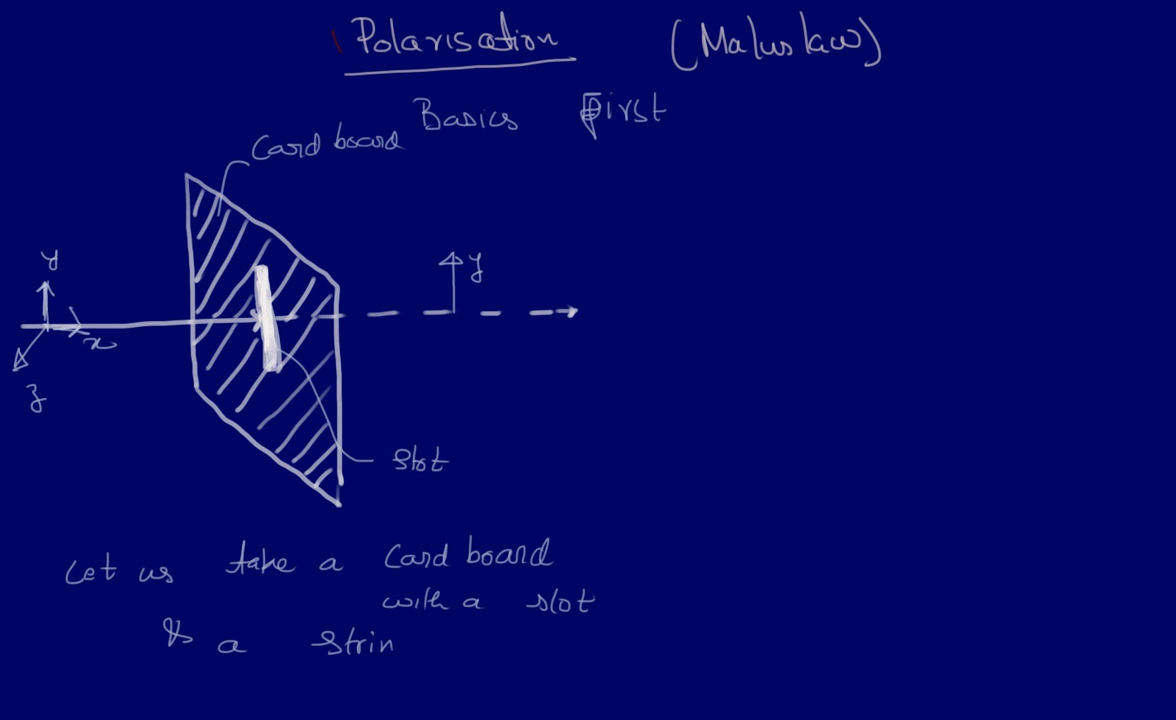 Polarisation (Malus law)
Basics First
Card board
y
y
x
z
slot
Let us take a Card board
with a slot
& a strin